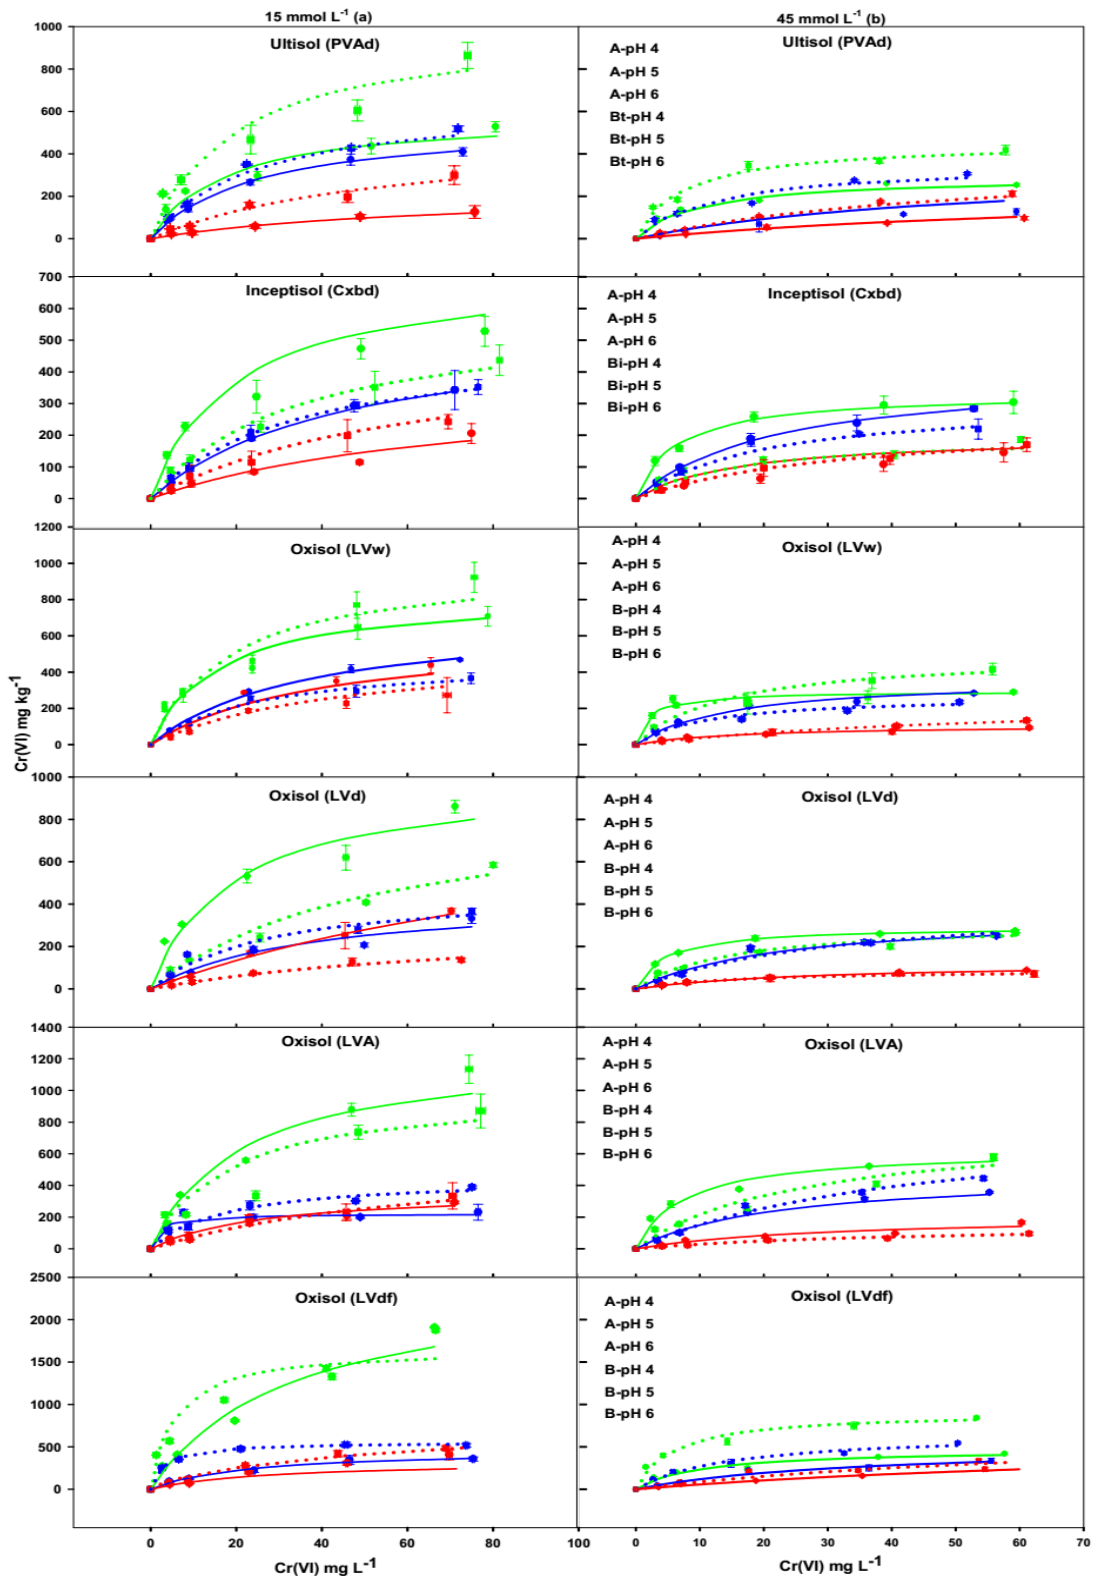 15 mmol L⁻¹ (a)
45 mmol L⁻¹ (b)
Cr(VI) mg kg⁻¹
1000
800
600
400
200
0
Ultisol (PVAd)
Ultisol (PVAd)
A-pH 4
A-pH 5
A-pH 6
Bt-pH 4
Bt-pH 5
Bt-pH 6
700
600
500
400
300
200
100
0
Inceptisol (Cxbd)
Inceptisol (Cxbd)
A-pH 4
A-pH 5
A-pH 6
Bi-pH 4
Bi-pH 5
Bi-pH 6
1200
1000
800
600
400
200
0
Oxisol (LVw)
Oxisol (LVw)
A-pH 4
A-pH 5
A-pH 6
B-pH 4
B-pH 5
B-pH 6
1000
800
600
400
200
0
Oxisol (LVd)
Oxisol (LVd)
A-pH 4
A-pH 5
A-pH 6
B-pH 4
B-pH 5
B-pH 6
1400
1200
1000
800
600
400
200
0
Oxisol (LVA)
Oxisol (LVA)
A-pH 4
A-pH 5
A-pH 6
B-pH 4
B-pH 5
B-pH 6
2500
2000
1500
1000
500
0
Oxisol (LVdf)
Oxisol (LVdf)
A-pH 4
A-pH 5
A-pH 6
B-pH 4
B-pH 5
B-pH 6
0 20 40 60 80 100
0 10 20 30 40 50 60 70
Cr(VI) mg L⁻¹
Cr(VI) mg L⁻¹